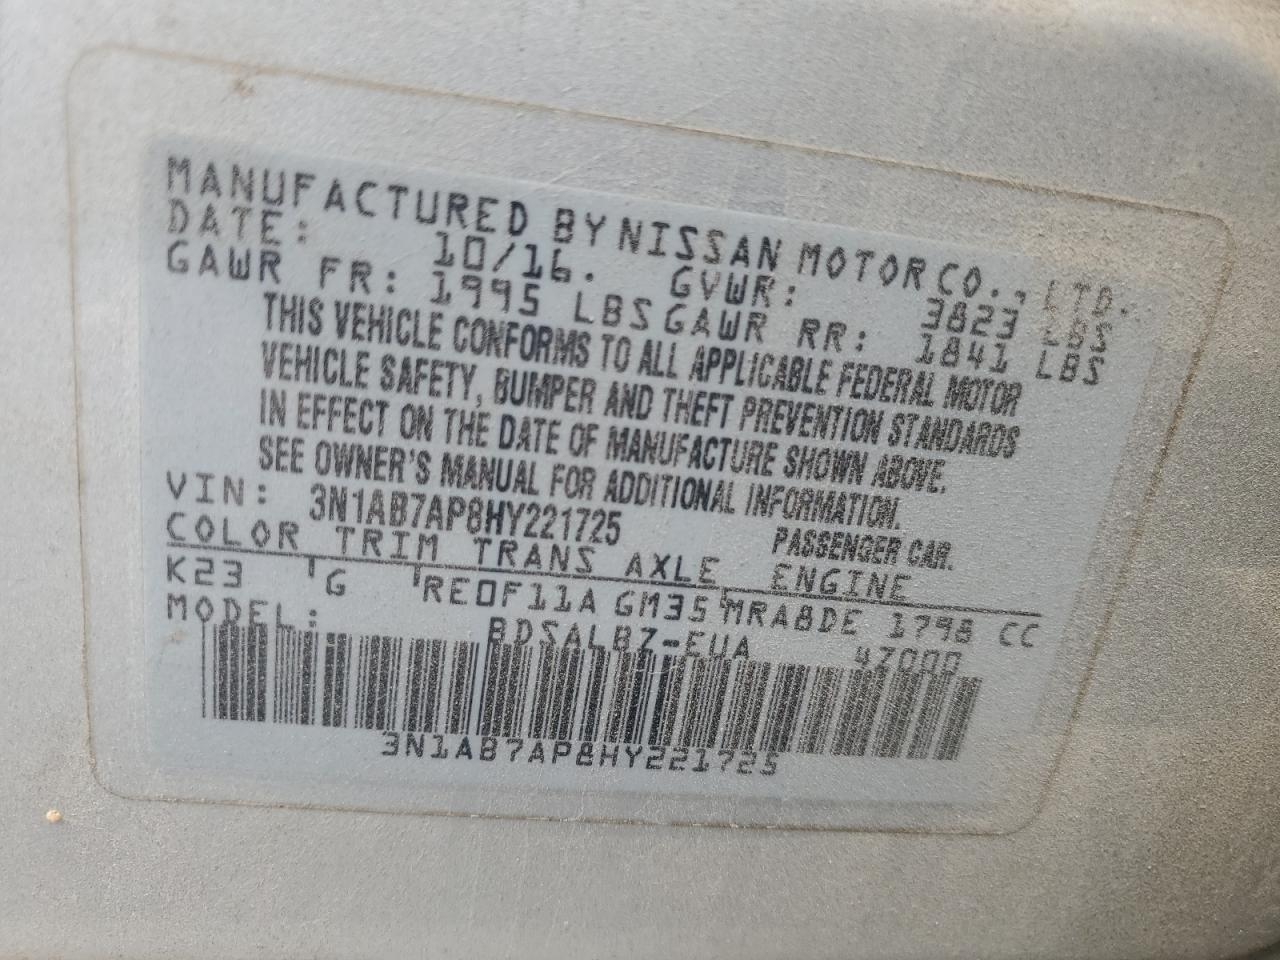 MANUFACTURED BY NISSAN MOTOR CO., LTD.
DATE: 10/16. GVWR: 3823 LBS
GAWR FR: 1995 LBS GAWR RR: 1841 LBS
THIS VEHICLE CONFORMS TO ALL APPLICABLE FEDERAL MOTOR
VEHICLE SAFETY, BUMPER AND THEFT PREVENTION STANDARDS
IN EFFECT ON THE DATE OF MANUFACTURE SHOWN ABOVE.
SEE OWNER'S MANUAL FOR ADDITIONAL INFORMATION.
VIN: 3N1AB7AP8HY221725 PASSENGER CAR.
COLOR TRIM TRANS AXLE ENGINE
K23 G RE0F11A GM35 MRA8DE 1798 CC
MODEL: BDSALBZ-EUA 4Z000
3N1AB7AP8HY221725